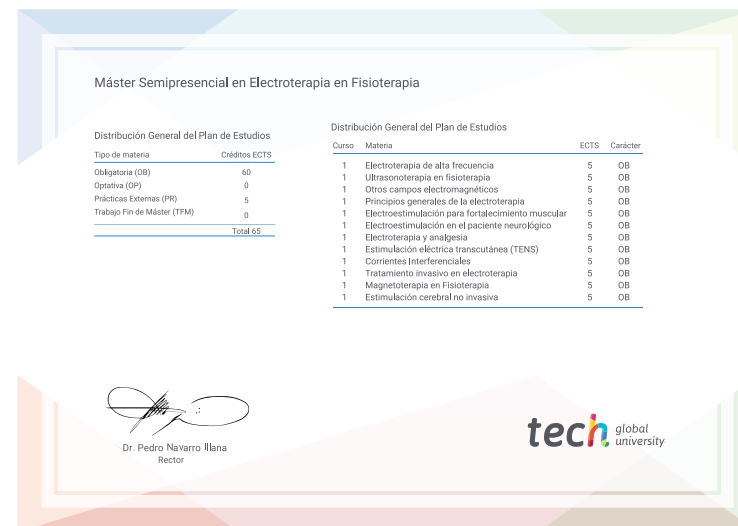 Máster Semipresencial en Electroterapia en Fisioterapia
Distribución General del Plan de Estudios
Tipo de materia Créditos ECTS
Obligatoria (OB) 60
Optativa (OP) 0
Prácticas Externas (PR) 5
Trabajo Fin de Máster (TFM) 0
Total 65
Distribución General del Plan de Estudios
Curso Materia ECTS Carácter
1 Electroterapia de alta frecuencia 5 OB
1 Ultrasonoterapia en fisioterapia 5 OB
1 Otros campos electromagnéticos 5 OB
1 Principios generales de la electroterapia 5 OB
1 Electroestimulación para fortalecimiento muscular 5 OB
1 Electroestimulación en el paciente neurológico 5 OB
1 Electroterapia y analgesia 5 OB
1 Estimulación eléctrica transcutánea (TENS) 5 OB
1 Corrientes Interferenciales 5 OB
1 Tratamiento invasivo en electroterapia 5 OB
1 Magnetoterapia en Fisioterapia 5 OB
1 Estimulación cerebral no invasiva 5 OB
Dr. Pedro Navarro Illana
Rector
tech global
university